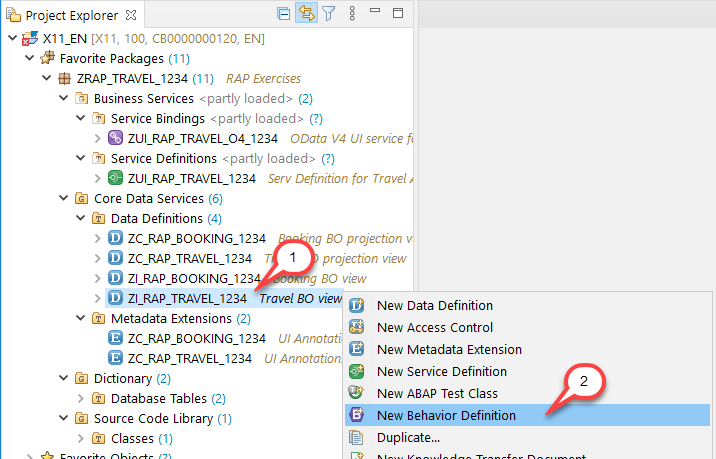 Project Explorer
X11_EN [X11, 100, CB0000000120, EN]
Favorite Packages (11)
ZRAP_TRAVEL_1234 (11) RAP Exercises
Business Services <partly loaded> (2)
Service Bindings <partly loaded> (?)
ZUI_RAP_TRAVEL_O4_1234 OData V4 UI service fo
Service Definitions <partly loaded> (?)
ZUI_RAP_TRAVEL_1234 Serv Definition for Travel A
Core Data Services (6)
Data Definitions (4)
ZC_RAP_BOOKING_1234 Booking BO projection v
ZC_RAP_TRAVEL_1234 projection view
1
ZI_RAP_BOOKING_1234 Booking BO view
ZI_RAP_TRAVEL_1234 Travel BO view
Metadata Extensions (2)
ZC_RAP_BOOKING_1234 UI Annotat
ZC_RAP_TRAVEL_1234 UI Annotation
Dictionary (2)
Database Tables (2)
Source Code Library (1)
Classes (1)
Favorite Objects (2)
New Data Definition
New Access Control
New Metadata Extension
New Service Definition
New ABAP Test Class
New Behavior Definition
2
Duplicate...
New Knowledge Transfer Document